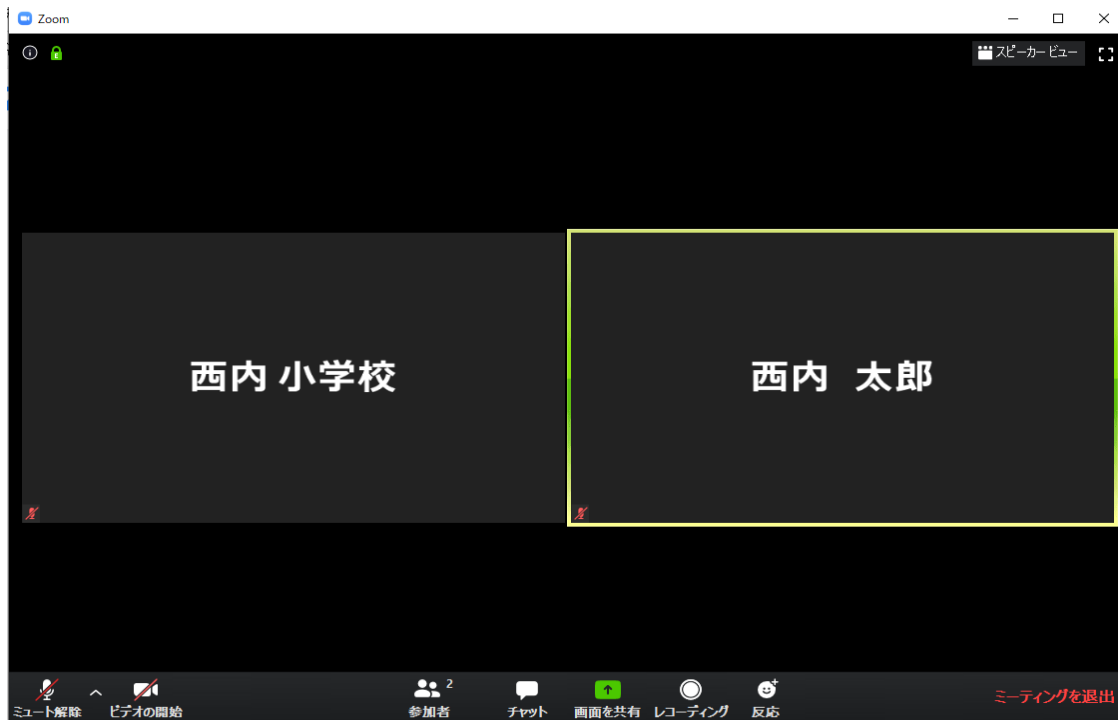 Zoom
スピーカー ビュー
西内 小学校
西内 太郎
ミュート解除
ビデオの開始
参加者
2
チャット
画面を共有
レコーディング
反応
ミーティングを退出